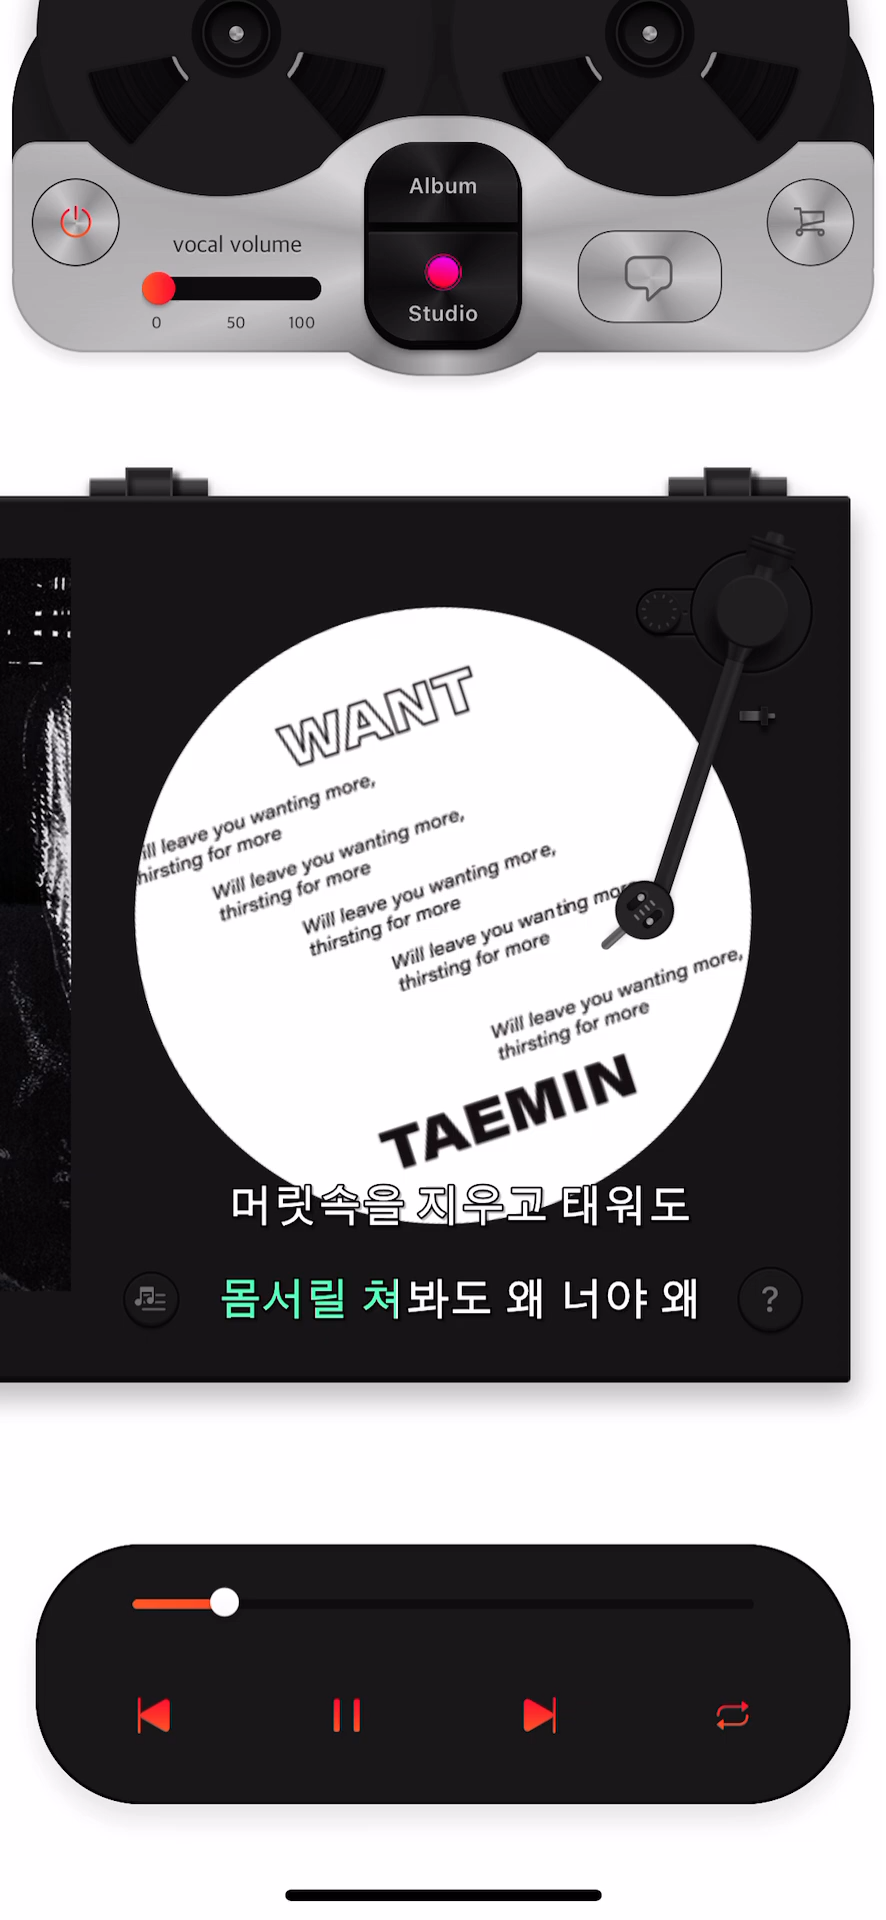 Album
vocal volume
0 50 100
Studio
WANT
ill leave you wanting more,
hirsting for more
Will leave you wanting more,
thirsting for more
Will leave you wanting more,
thirsting for more
Will leave you wanting mor
thirsting for more
Will leave you wanting more,
thirsting for more
TAEMIN
머릿속을 지우고 태워도
몸서릴 쳐봐도 왜 너야 왜
?